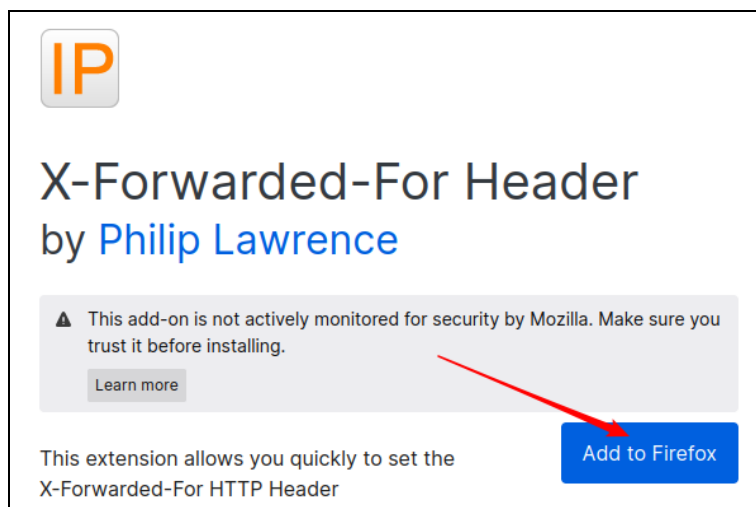 IP
X-Forwarded-For Header
by Philip Lawrence
This add-on is not actively monitored for security by Mozilla. Make sure you
trust it before installing.
Learn more
This extension allows you quickly to set the
X-Forwarded-For HTTP Header
Add to Firefox